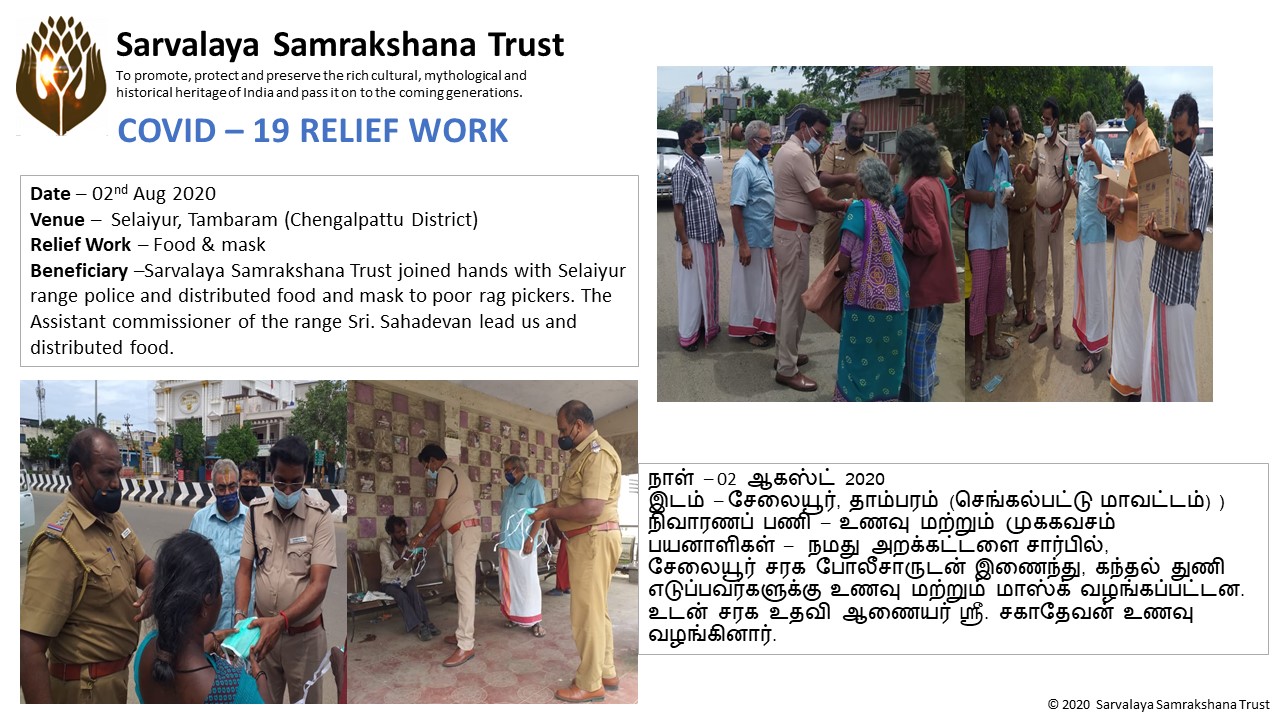 Sarvalaya Samrakshana Trust
To promote, protect and preserve the rich cultural, mythological and
historical heritage of India and pass it on to the coming generations.
COVID – 19 RELIEF WORK
Date – 02nd Aug 2020
Venue – Selaiyur, Tambaram (Chengalpattu District)
Relief Work – Food & mask
Beneficiary –Sarvalaya Samrakshana Trust joined hands with Selaiyur
range police and distributed food and mask to poor rag pickers. The
Assistant commissioner of the range Sri. Sahadevan lead us and
distributed food.
நாள் – 02 ஆகஸ்ட் 2020
இடம் – சேலையூர், தாம்பரம் (செங்கல்பட்டு மாவட்டம்) )
நிவாரணப் பணி – உணவு மற்றும் முககவசம்
பயனாளிகள் – நமது அறக்கட்டளை சார்பில்,
சேலையூர் சரக போலீசாருடன் இணைந்து, கந்தல் துணி
எடுப்பவர்களுக்கு உணவு மற்றும் மாஸ்க் வழங்கப்பட்டன.
உடன் சரக உதவி ஆணையர் ஸ்ரீ. சகாதேவன் உணவு
வழங்கினார்.
© 2020 Sarvalaya Samrakshana Trust